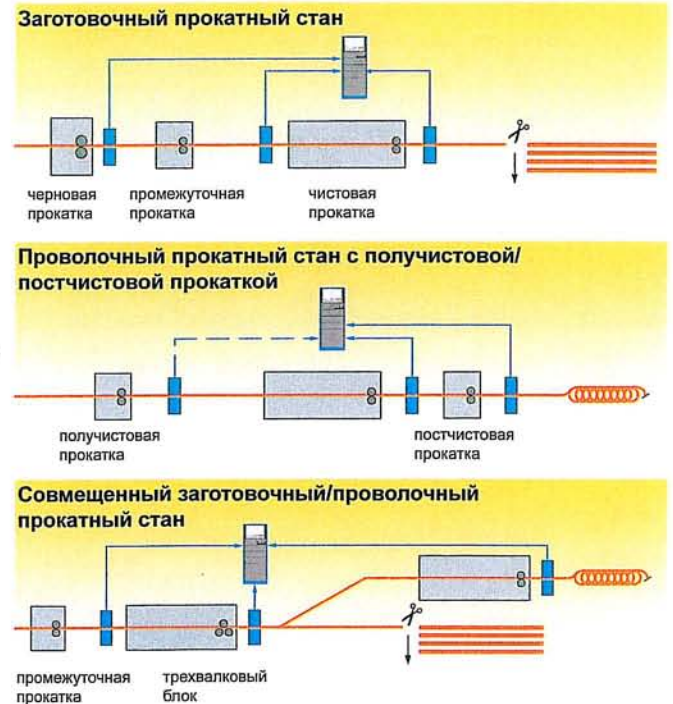 Заготовочный прокатный стан
черновая
прокатка
промежуточная
прокатка
чистовая
прокатка
Проволочный прокатный стан с получистовой/
постчистовой прокаткой
получистовая
прокатка
постчистовая
прокатка
Совмещенный заготовочный/проволочный
прокатный стан
промежуточная
прокатка
трехвалковый
блок